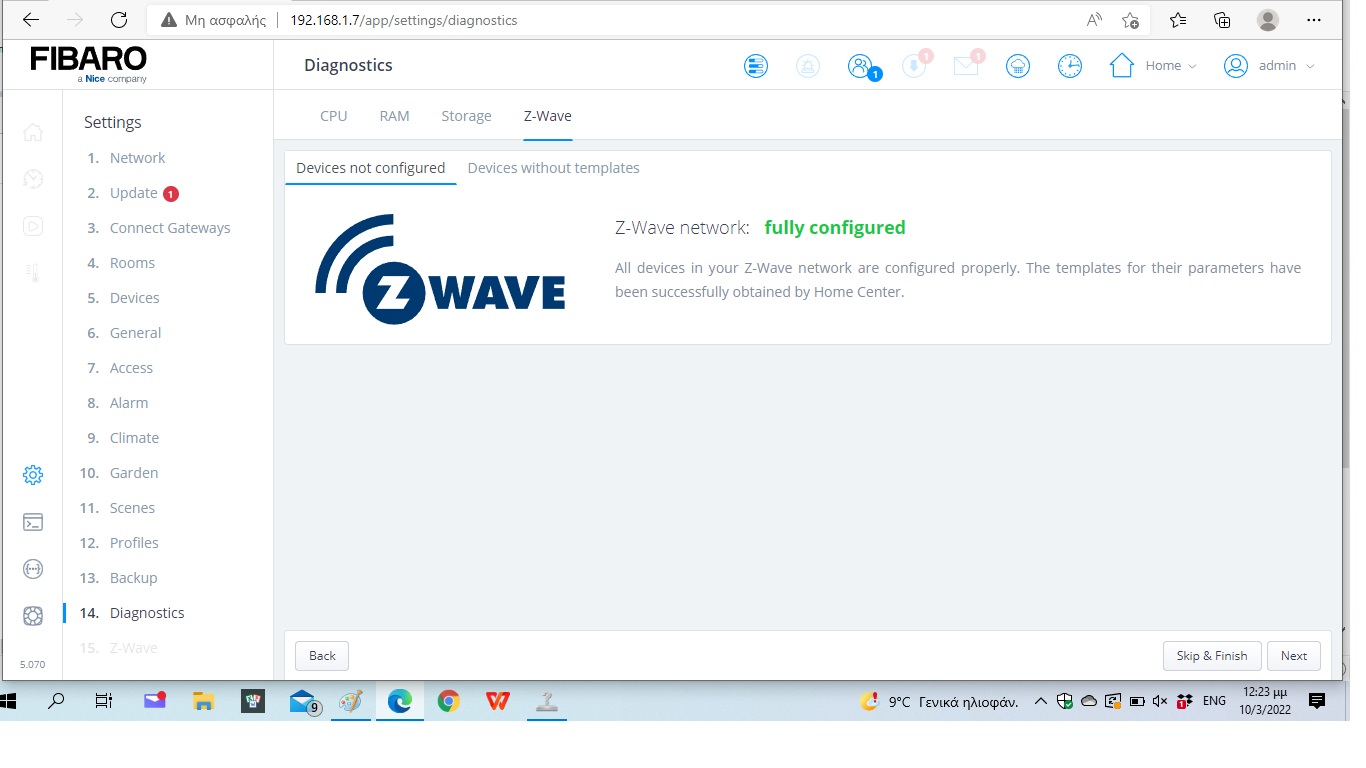 Μη ασφαλής
192.168.1.7/app/settings/diagnostics
FIBARO
a Nice company
Diagnostics
1
1
1
Home
admin
Settings
1. Network
2. Update 1
3. Connect Gateways
4. Rooms
5. Devices
6. General
7. Access
8. Alarm
9. Climate
10. Garden
11. Scenes
12. Profiles
13. Backup
14. Diagnostics
15. Z-Wave
5.070
CPU RAM Storage Z-Wave
Devices not configured Devices without templates
Z WAVE
Z-Wave network: fully configured
All devices in your Z-Wave network are configured properly. The templates for their parameters have
been successfully obtained by Home Center.
Back
Skip & Finish
Next
9
W
9°C Γενικά ηλιοφάν.
1
ENG
12:23 μμ
10/3/2022